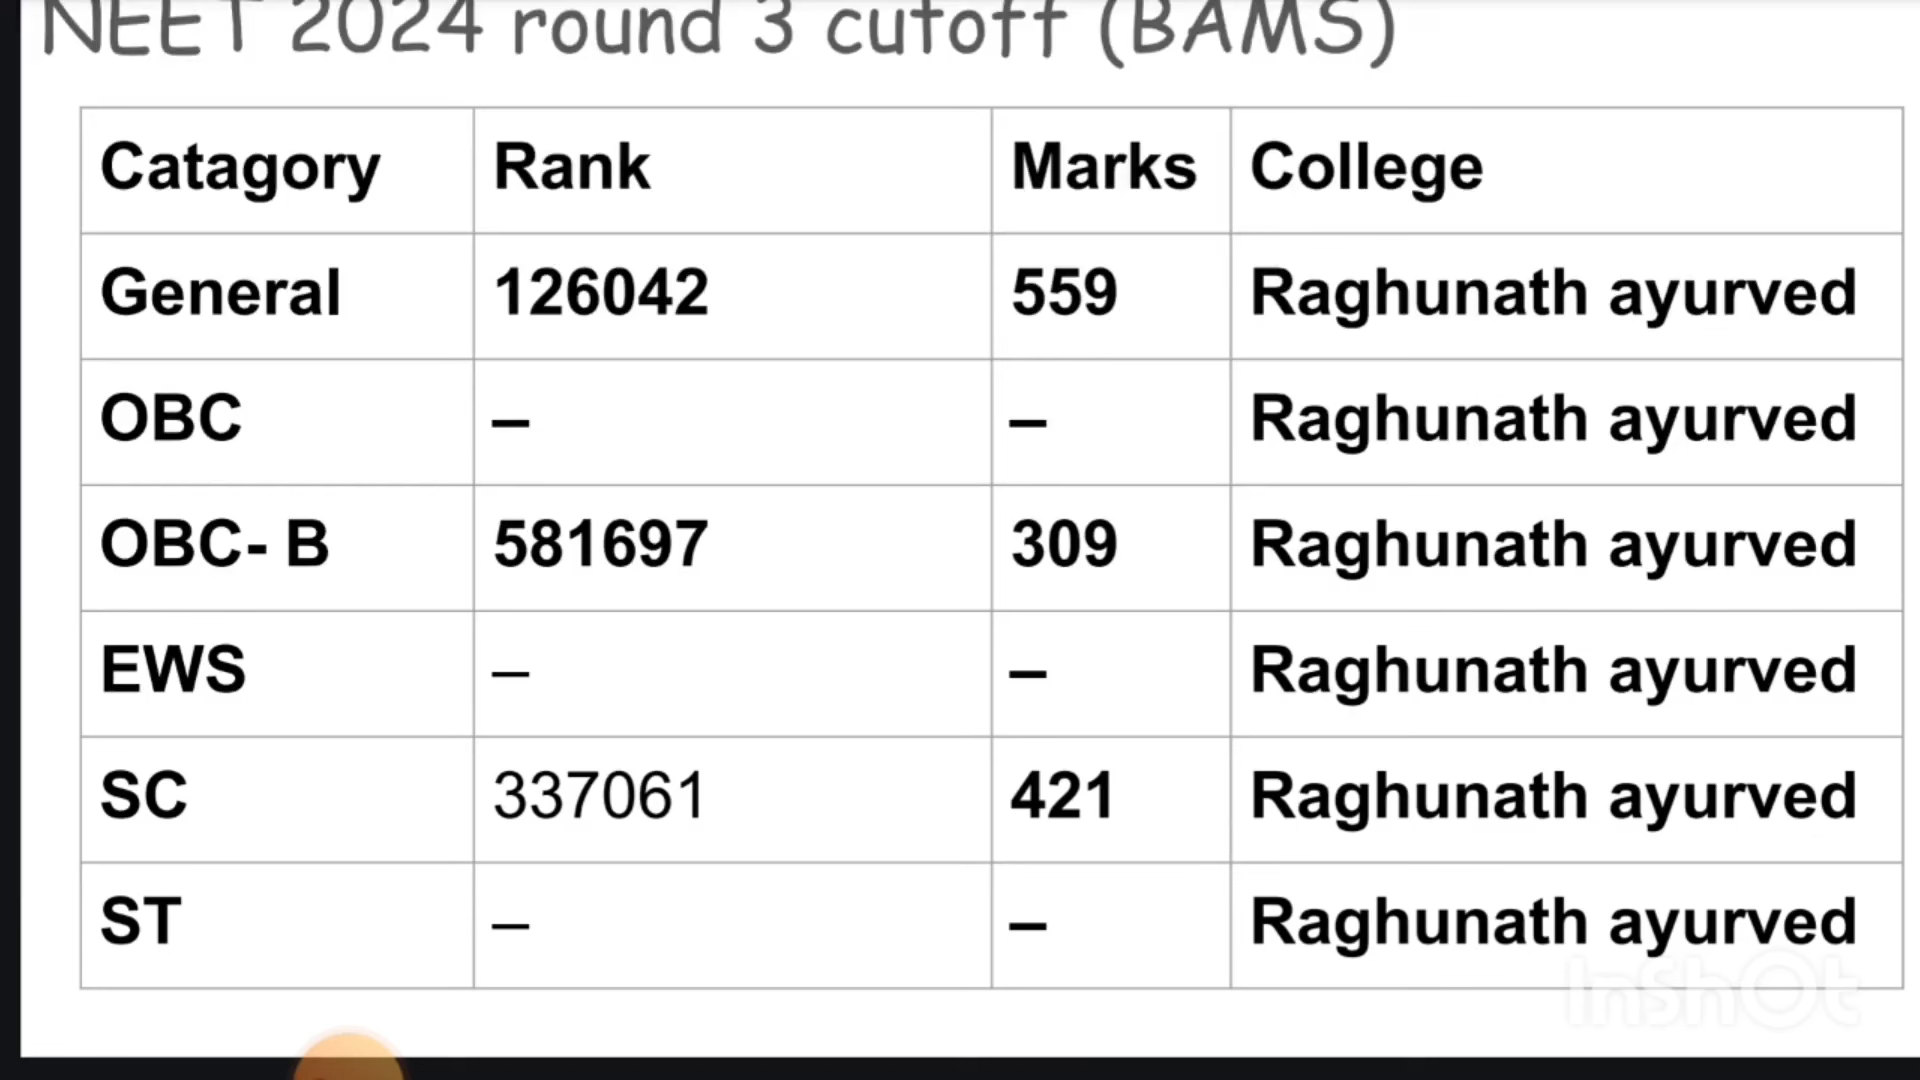 NEET 2024 round 3 cutoff (BAMS)
Catagory Rank Marks College
General 126042 559 Raghunath ayurved
OBC – – Raghunath ayurved
OBC- B 581697 309 Raghunath ayurved
EWS – – Raghunath ayurved
SC 337061 421 Raghunath ayurved
ST – – Raghunath ayurved
InShOt